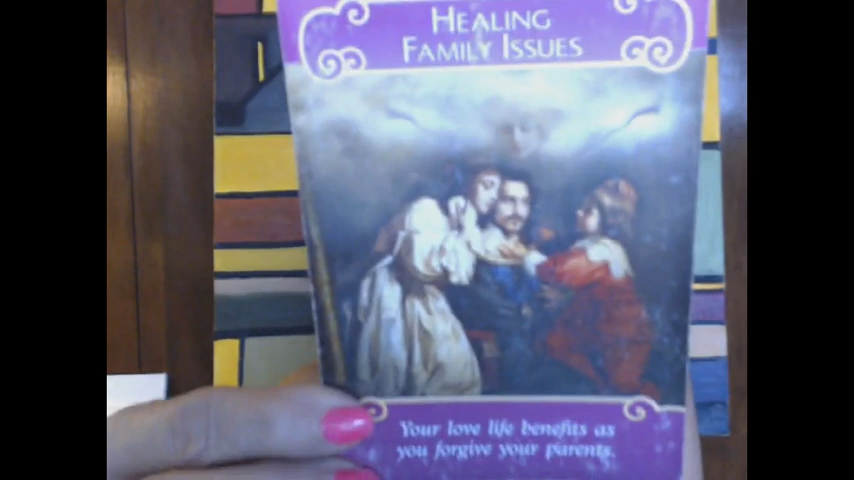 HEALING
FAMILY ISSUES
Your love life benefits as
you forgive your parents.